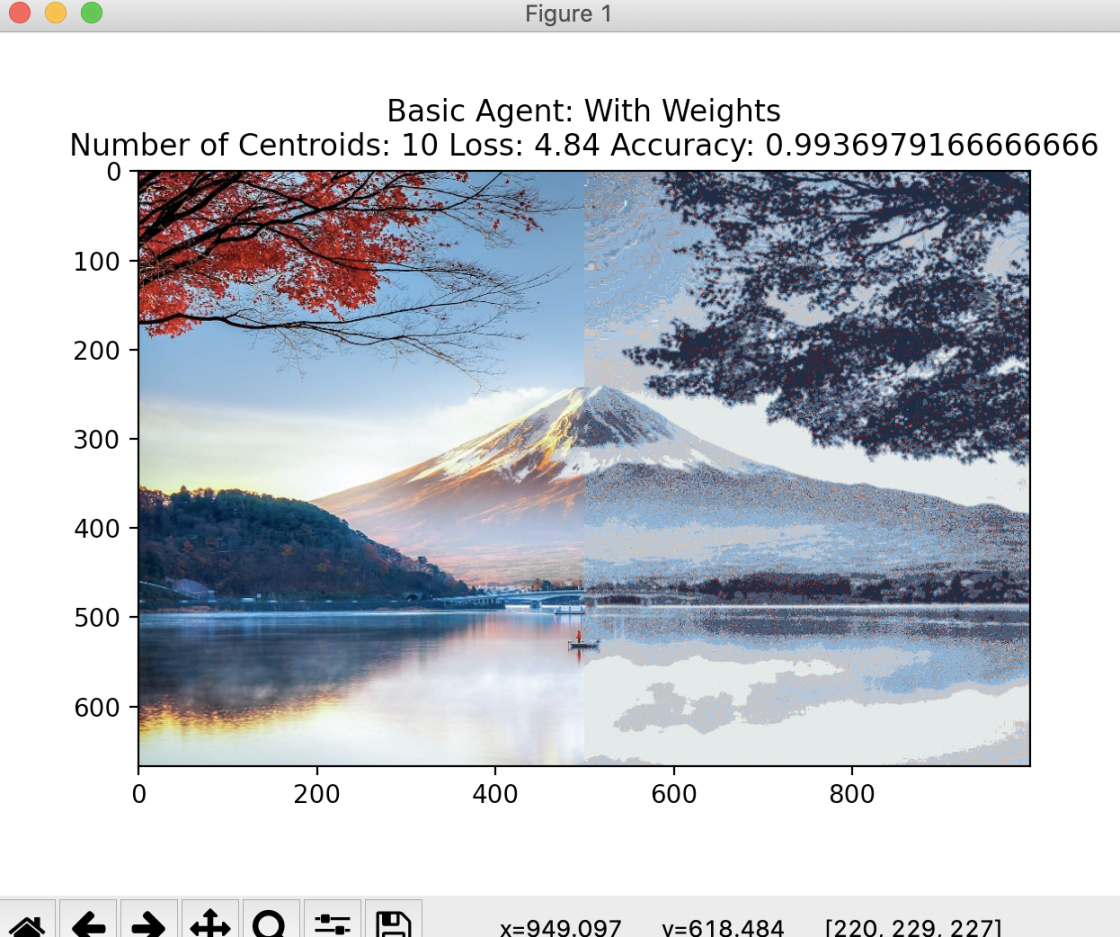 Figure 1
Basic Agent: With Weights
Number of Centroids: 10 Loss: 4.84 Accuracy: 0.9936979166666666
0
100
200
300
400
500
600
0 200 400 600 800
x=949.097 y=618.484 [220, 229, 227]